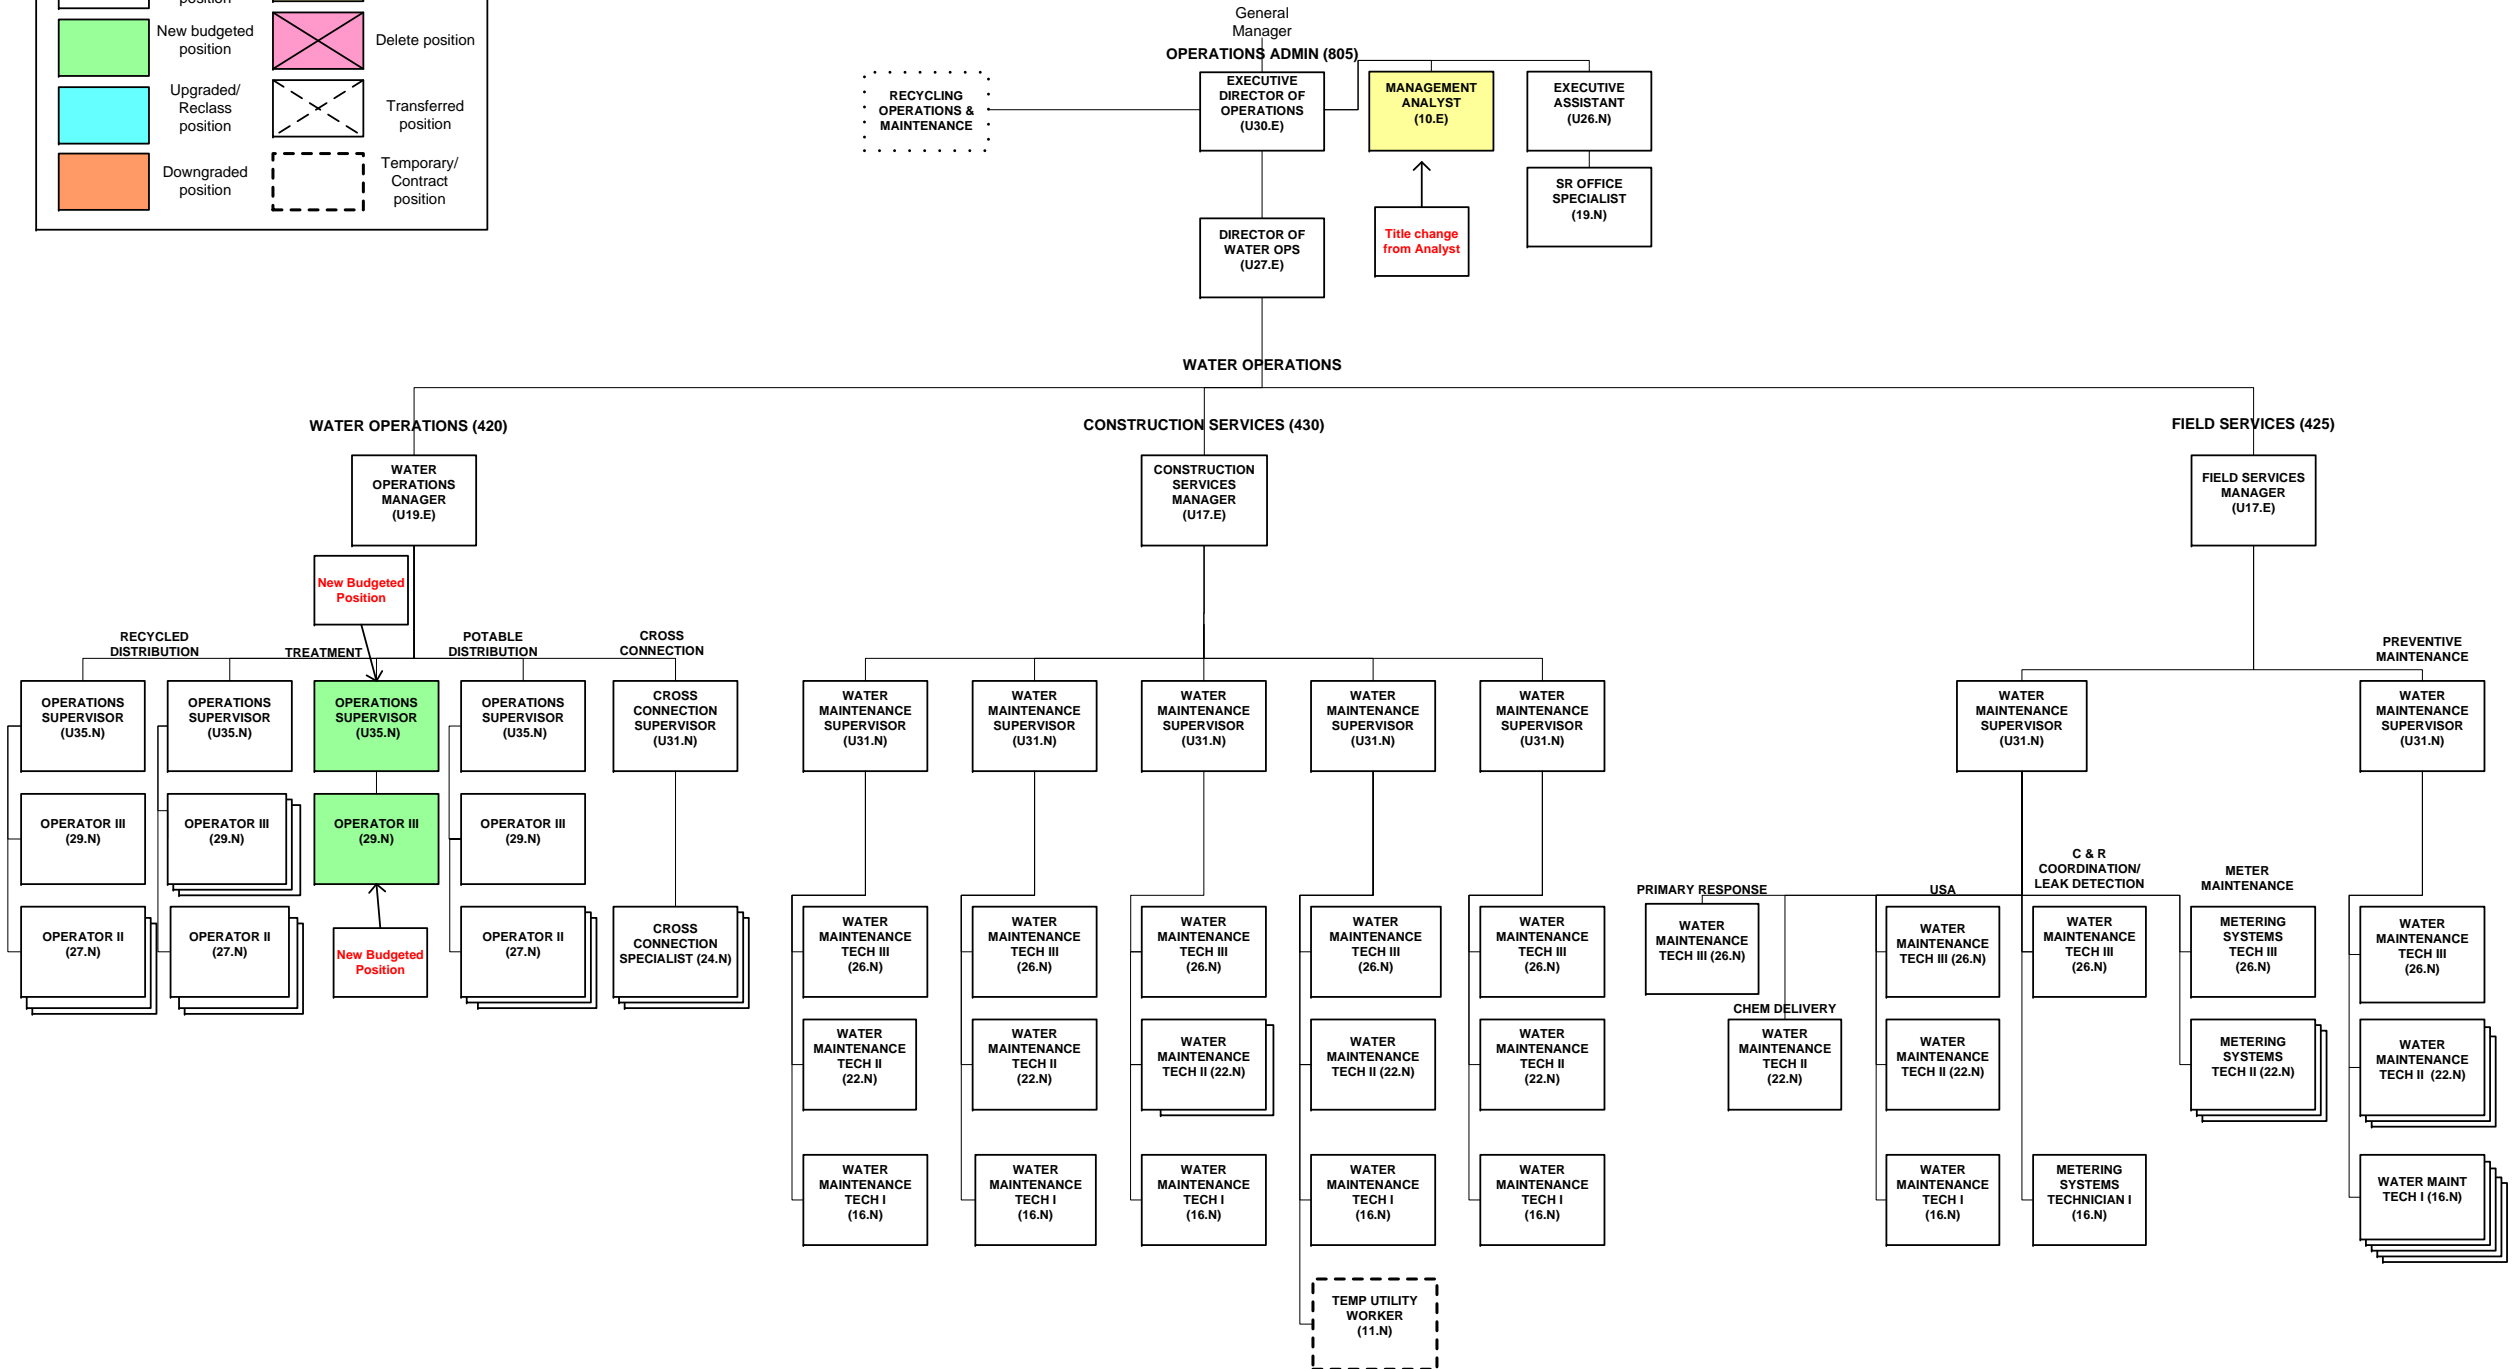 position
New budgeted
position
Delete position
Upgraded/
Reclass
position
Transferred
position
Downgraded
position
Temporary/
Contract
position
General
Manager
OPERATIONS ADMIN (805)
RECYCLING
OPERATIONS &
MAINTENANCE
EXECUTIVE
DIRECTOR OF
OPERATIONS
(U30.E)
MANAGEMENT
ANALYST
(10.E)
EXECUTIVE
ASSISTANT
(U26.N)
SR OFFICE
SPECIALIST
(19.N)
Title change
from Analyst
DIRECTOR OF
WATER OPS
(U27.E)
WATER OPERATIONS
WATER OPERATIONS (420)
WATER
OPERATIONS
MANAGER
(U19.E)
New Budgeted
Position
RECYCLED
DISTRIBUTION
TREATMENT
POTABLE
DISTRIBUTION
CROSS
CONNECTION
OPERATIONS
SUPERVISOR
(U35.N)
OPERATIONS
SUPERVISOR
(U35.N)
OPERATIONS
SUPERVISOR
(U35.N)
OPERATIONS
SUPERVISOR
(U35.N)
CROSS
CONNECTION
SUPERVISOR
(U31.N)
OPERATOR III
(29.N)
OPERATOR III
(29.N)
OPERATOR III
(29.N)
OPERATOR III
(29.N)
OPERATOR II
(27.N)
OPERATOR II
(27.N)
New Budgeted
Position
OPERATOR II
(27.N)
CROSS
CONNECTION
SPECIALIST (24.N)
CONSTRUCTION SERVICES (430)
CONSTRUCTION
SERVICES
MANAGER
(U17.E)
WATER
MAINTENANCE
SUPERVISOR
(U31.N)
WATER
MAINTENANCE
SUPERVISOR
(U31.N)
WATER
MAINTENANCE
SUPERVISOR
(U31.N)
WATER
MAINTENANCE
SUPERVISOR
(U31.N)
WATER
MAINTENANCE
SUPERVISOR
(U31.N)
WATER
MAINTENANCE
TECH III
(26.N)
WATER
MAINTENANCE
TECH III
(26.N)
WATER
MAINTENANCE
TECH III
(26.N)
WATER
MAINTENANCE
TECH III
(26.N)
WATER
MAINTENANCE
TECH III
(26.N)
WATER
MAINTENANCE
TECH II
(22.N)
WATER
MAINTENANCE
TECH II
(22.N)
WATER
MAINTENANCE
TECH II (22.N)
WATER
MAINTENANCE
TECH II (22.N)
WATER
MAINTENANCE
TECH II
(22.N)
WATER
MAINTENANCE
TECH I
(16.N)
WATER
MAINTENANCE
TECH I
(16.N)
WATER
MAINTENANCE
TECH I
(16.N)
WATER
MAINTENANCE
TECH I
(16.N)
WATER
MAINTENANCE
TECH I
(16.N)
TEMP UTILITY
WORKER
(11.N)
FIELD SERVICES (425)
FIELD SERVICES
MANAGER
(U17.E)
PREVENTIVE
MAINTENANCE
WATER
MAINTENANCE
SUPERVISOR
(U31.N)
WATER
MAINTENANCE
SUPERVISOR
(U31.N)
PRIMARY RESPONSE
USA
C & R
COORDINATION/
LEAK DETECTION
METER
MAINTENANCE
WATER
MAINTENANCE
TECH III (26.N)
WATER
MAINTENANCE
TECH III (26.N)
WATER
MAINTENANCE
TECH III
(26.N)
METERING
SYSTEMS
TECH III
(26.N)
WATER
MAINTENANCE
TECH III
(26.N)
CHEM DELIVERY
WATER
MAINTENANCE
TECH II
(22.N)
WATER
MAINTENANCE
TECH II (22.N)
METERING
SYSTEMS
TECH II (22.N)
WATER
MAINTENANCE
TECH II (22.N)
WATER
MAINTENANCE
TECH I
(16.N)
METERING
SYSTEMS
TECHNICIAN I
(16.N)
WATER MAINT
TECH I (16.N)